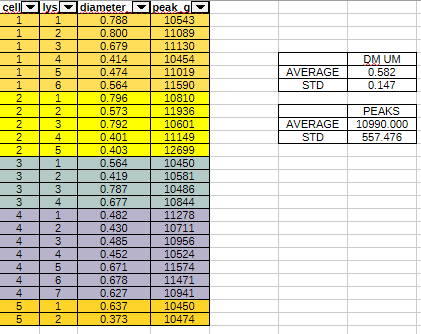 cell lys diameter_ peak_g
1 1 0.788 10543
1 2 0.800 11089
1 3 0.679 11130
1 4 0.414 10454 DM UM
1 5 0.474 11019 AVERAGE 0.582
1 6 0.564 11590 STD 0.147
2 1 0.796 10810
2 2 0.573 11936 PEAKS
2 3 0.792 10601 AVERAGE 10990.000
2 4 0.401 11149 STD 557.476
2 5 0.403 12699
3 1 0.564 10450
3 2 0.419 10581
3 3 0.787 10486
3 4 0.677 10844
4 1 0.482 11278
4 2 0.430 10711
4 3 0.485 10956
4 4 0.452 10524
4 5 0.671 11574
4 6 0.678 11471
4 7 0.627 10941
5 1 0.637 10450
5 2 0.373 10474